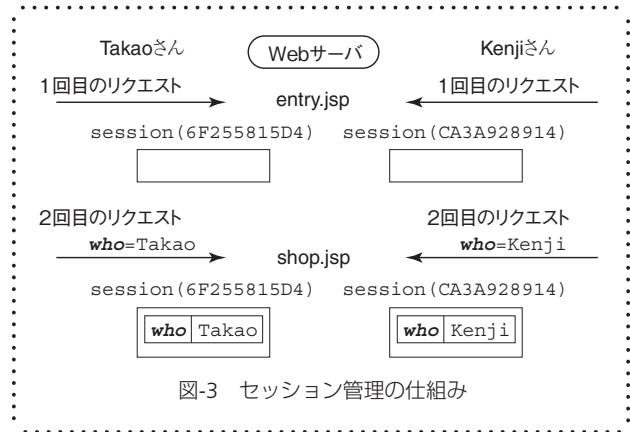 Takaoさん Webサーバ Kenjiさん
1回目のリクエスト entry.jsp 1回目のリクエスト
session(6F255815D4) session(CA3A928914)
2回目のリクエスト 2回目のリクエスト
who=Takao shop.jsp who=Kenji
session(6F255815D4) session(CA3A928914)
who Takao who Kenji
図-3 セッション管理の仕組み